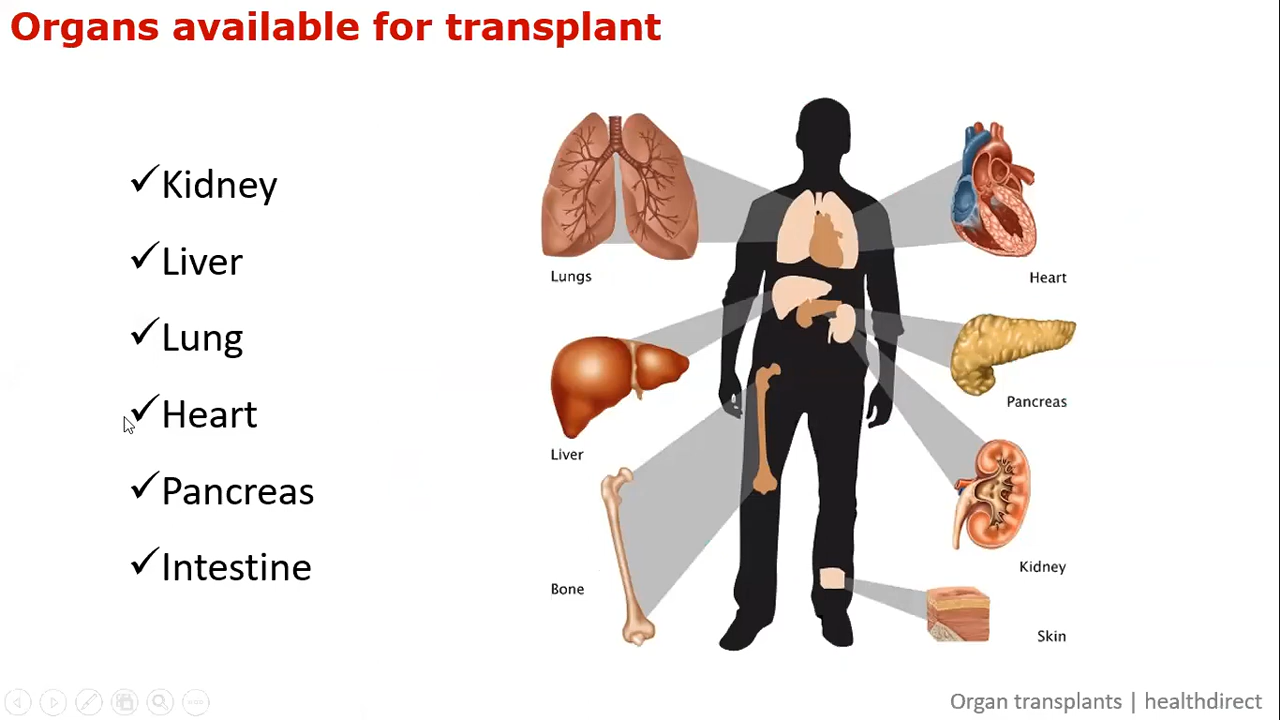 Organs available for transplant
✓Kidney
✓Liver
✓Lung
✓Heart
✓Pancreas
✓Intestine
Lungs
Heart
Liver
Pancreas
Bone
Kidney
Skin
Organ transplants | healthdirect